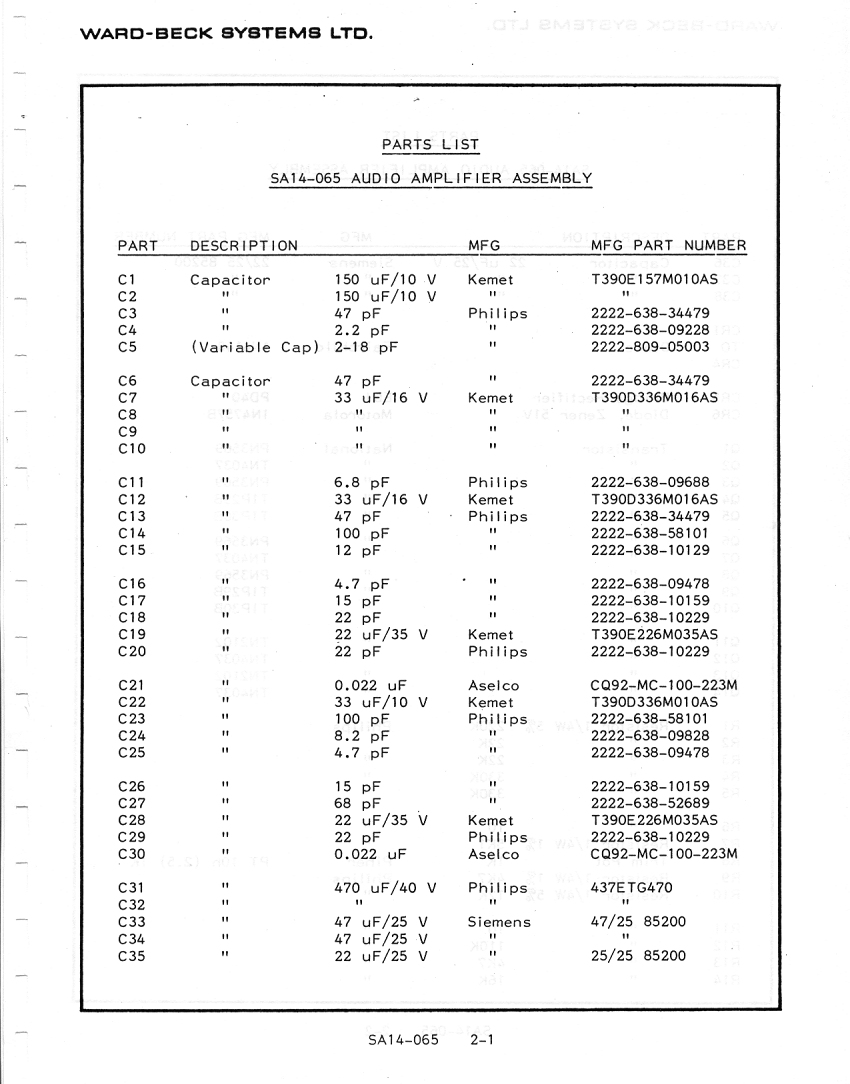 WARD-BECK SYSTEMS LTD.
PARTS LIST
SA14-065 AUDIO AMPLIFIER ASSEMBLY
PART DESCRIPTION MFG MFG PART NUMBER
C1 Capacitor 150 uF/10 V Kemet T390E157M010AS
C2 " 150 uF/10 V " "
C3 " 47 pF Philips 2222-638-34479
C4 " 2.2 pF " 2222-638-09228
C5 (Variable Cap) 2-18 pF " 2222-809-05003
C6 Capacitor 47 pF " 2222-638-34479
C7 " 33 uF/16 V Kemet T390D336M016AS
C8 " " " "
C9 " " " "
C10 " " " "
C11 " 6.8 pF Philips 2222-638-09688
C12 " 33 uF/16 V Kemet T390D336M016AS
C13 " 47 pF Philips 2222-638-34479
C14 " 100 pF " 2222-638-58101
C15 " 12 pF " 2222-638-10129
C16 " 4.7 pF " 2222-638-09478
C17 " 15 pF " 2222-638-10159
C18 " 22 pF " 2222-638-10229
C19 " 22 uF/35 V Kemet T390E226M035AS
C20 " 22 pF Philips 2222-638-10229
C21 " 0.022 uF Aselco CQ92-MC-100-223M
C22 " 33 uF/10 V Kemet T390D336M010AS
C23 " 100 pF Philips 2222-638-58101
C24 " 8.2 pF " 2222-638-09828
C25 " 4.7 pF " 2222-638-09478
C26 " 15 pF " 2222-638-10159
C27 " 68 pF " 2222-638-52689
C28 " 22 uF/35 V Kemet T390E226M035AS
C29 " 22 pF Philips 2222-638-10229
C30 " 0.022 uF Aselco CQ92-MC-100-223M
C31 " 470 uF/40 V Philips 437ETG470
C32 " " " "
C33 " 47 uF/25 V Siemens 47/25 85200
C34 " 47 uF/25 V " "
C35 " 22 uF/25 V " 25/25 85200
SA14-065 2-1